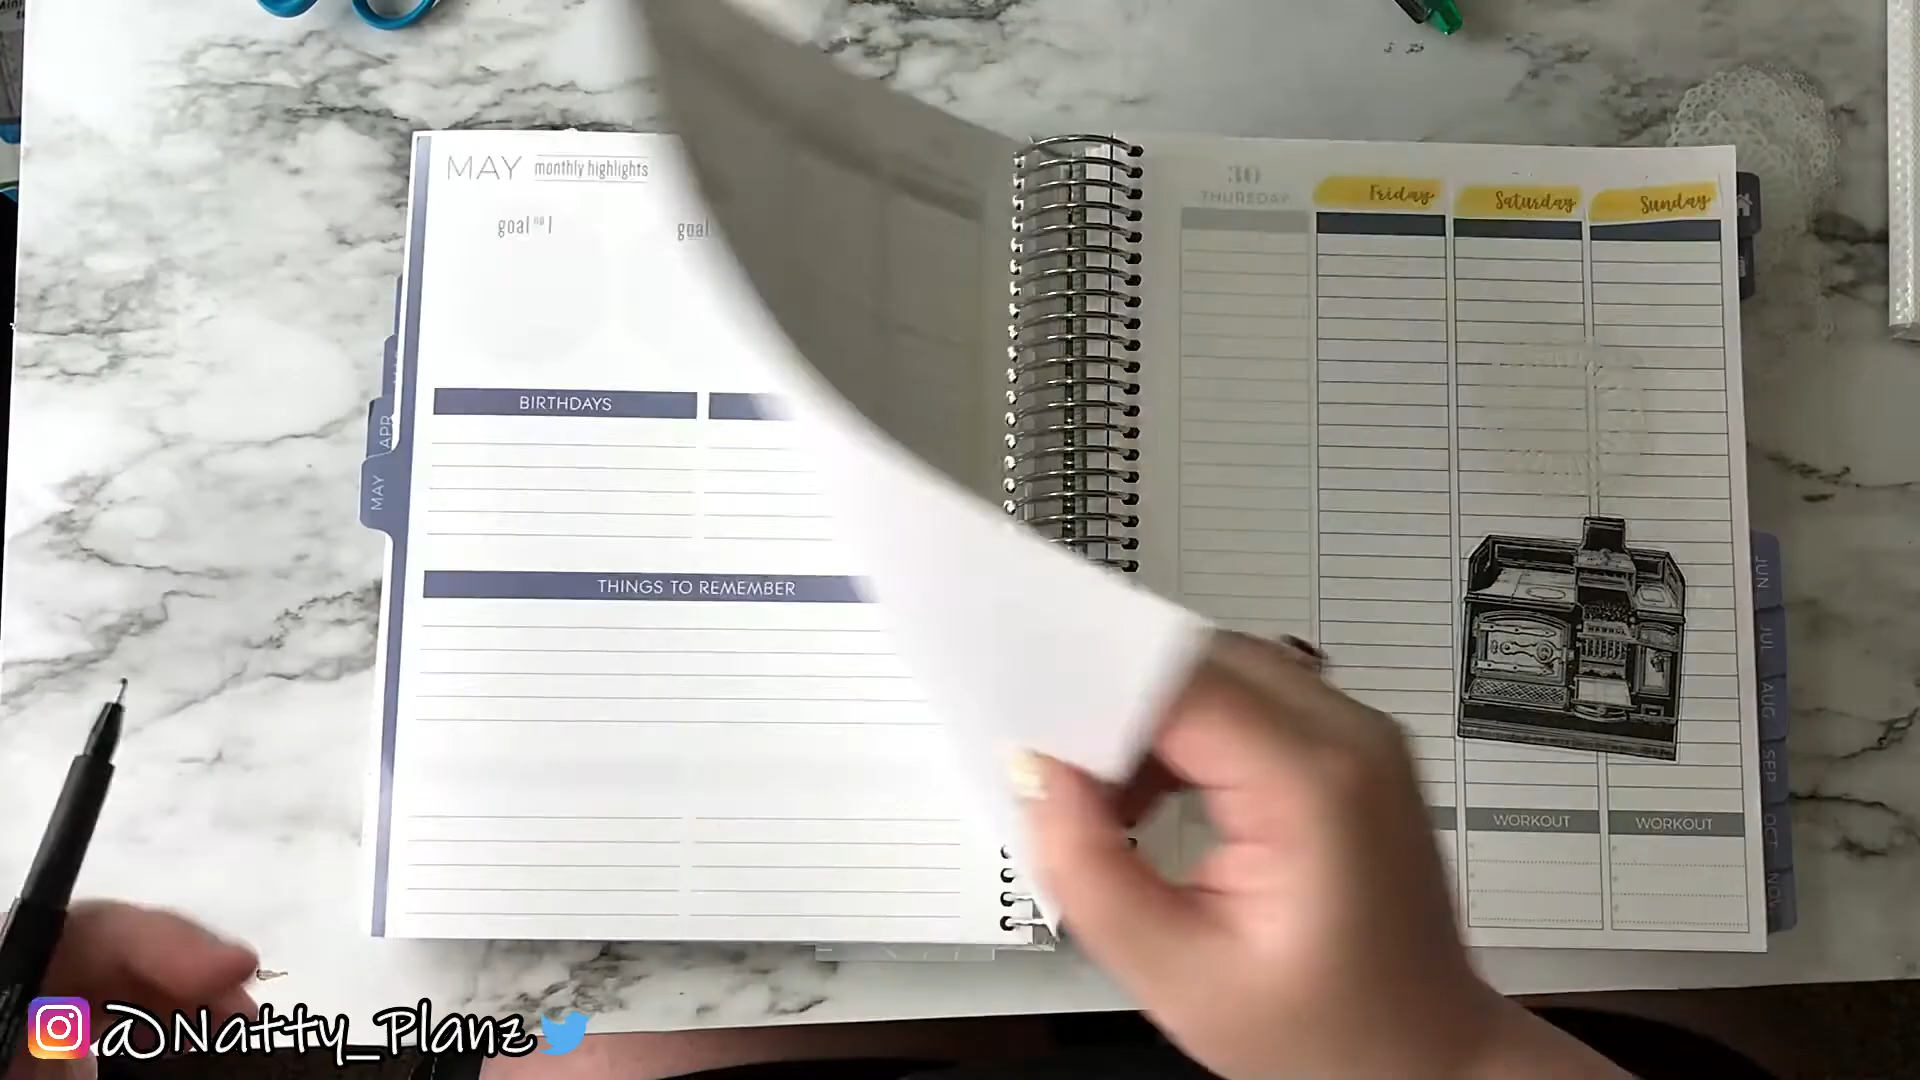 MAY monthly highlights
goal no 1
goal
BIRTHDAYS
THINGS TO REMEMBER
APR
MAY
30
THURSDAY
Friday
Saturday
Sunday
WORKOUT
WORKOUT
JUN
JUL
AUG
SEP
OCT
NOV
@Natty_Planz